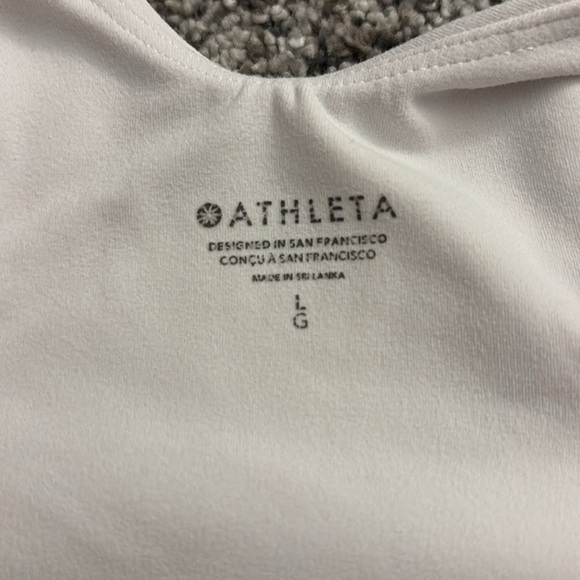 ATHLETA
DESIGNED IN SAN FRANCISCO
CONÇU À SAN FRANCISCO
MADE IN SRI LANKA
L
G